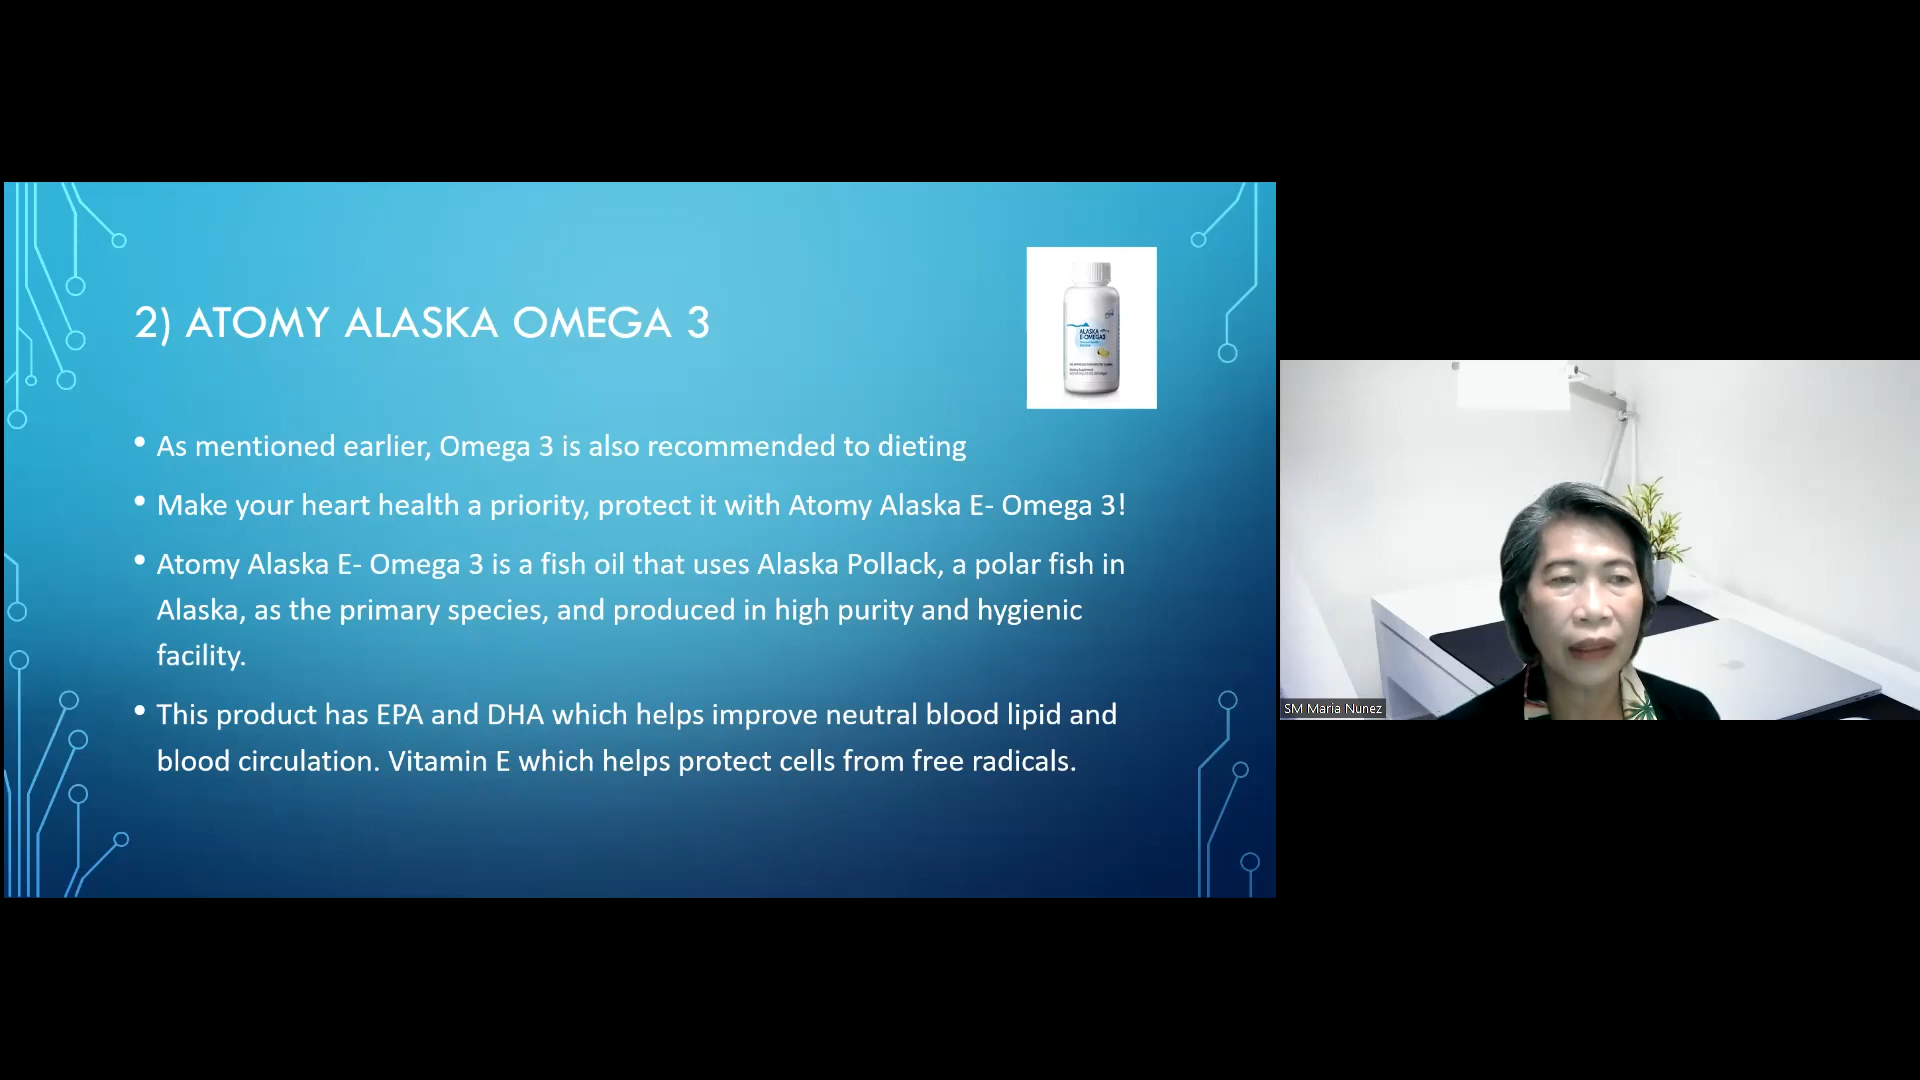 2) ATOMY ALASKA OMEGA 3
ALASKA
E-OMEGA3
• As mentioned earlier, Omega 3 is also recommended to dieting
• Make your heart health a priority, protect it with Atomy Alaska E- Omega 3!
• Atomy Alaska E- Omega 3 is a fish oil that uses Alaska Pollack, a polar fish in
Alaska, as the primary species, and produced in high purity and hygienic
facility.
• This product has EPA and DHA which helps improve neutral blood lipid and
blood circulation. Vitamin E which helps protect cells from free radicals.
SM Maria Nunez